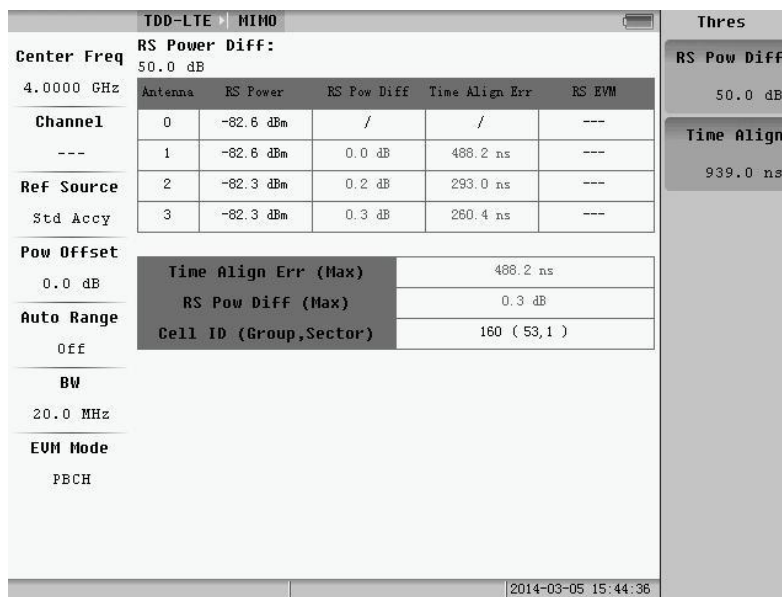 TDD-LTE MIMO
Thres
Center Freq
4.0000 GHz
Channel
---
Ref Source
Std Accy
Pow Offset
0.0 dB
Auto Range
Off
BW
20.0 MHz
EVM Mode
PBCH
RS Power Diff:
50.0 dB
Antenna RS Power RS Pow Diff Time Align Err RS EVM
0 -82.6 dBm / / ---
1 -82.6 dBm 0.0 dB 488.2 ns ---
2 -82.3 dBm 0.2 dB 293.0 ns ---
3 -82.3 dBm 0.3 dB 260.4 ns ---
Time Align Err (Max) 488.2 ns
RS Pow Diff (Max) 0.3 dB
Cell ID (Group,Sector) 160 ( 53,1 )
RS Pow Diff
50.0 dB
Time Align
939.0 ns
2014-03-05 15:44:36